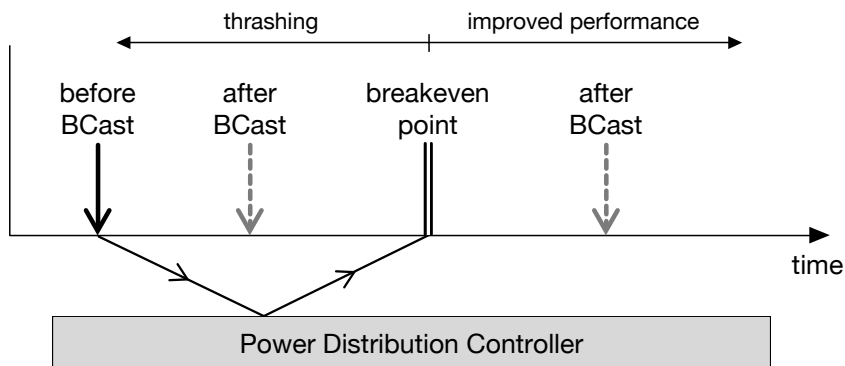 thrashing improved performance
before after breakeven after
BCast BCast point BCast
time
Power Distribution Controller